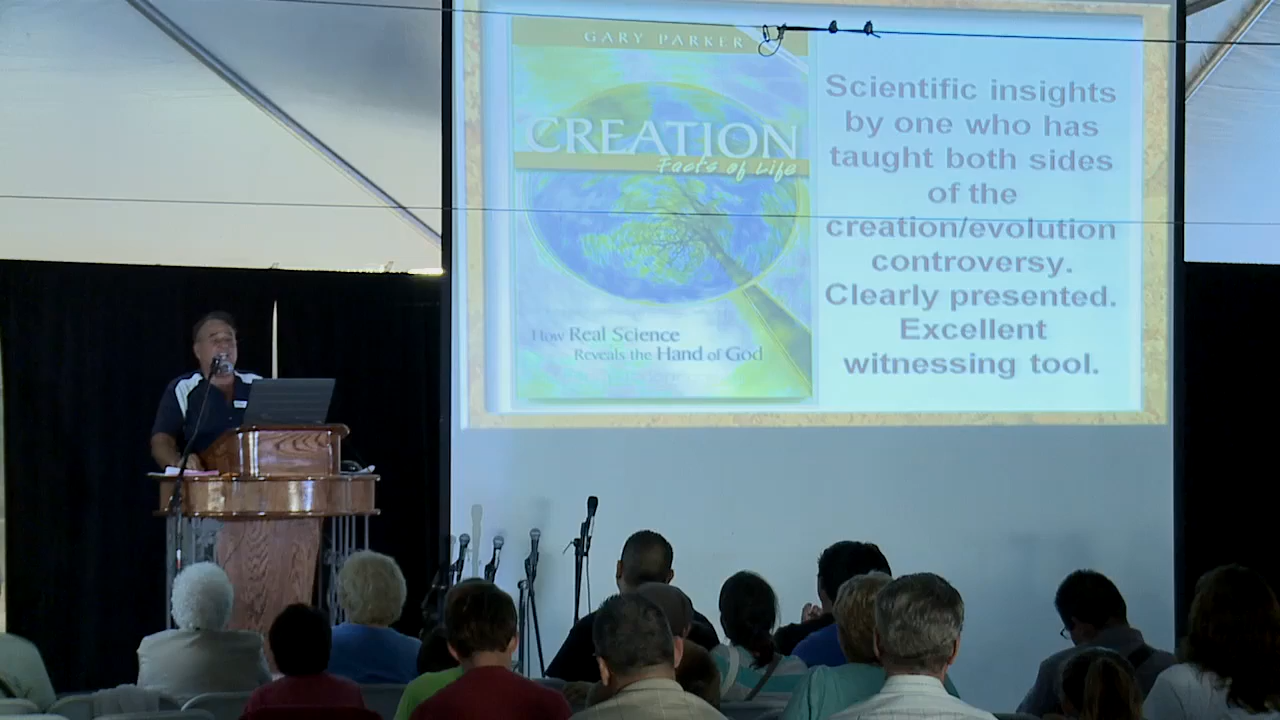 GARY PARKER
CREATION
Facts of Life
How Real Science
Reveals the Hand of God
Scientific insights
by one who has
taught both sides
of the
creation/evolution
controversy.
Clearly presented.
Excellent
witnessing tool.